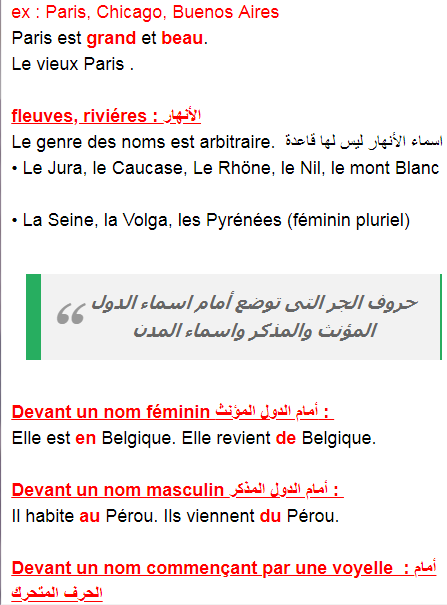 ex : Paris, Chicago, Buenos Aires
Paris est grand et beau.
Le vieux Paris .
fleuves, riviéres : الأنهار
Le genre des noms est arbitraire. اسماء الأنهار ليس لها قاعدة
• Le Jura, le Caucase, Le Rhöne, le Nil, le mont Blanc
• La Seine, la Volga, les Pyrénées (féminin pluriel)
“ حروف الجر التى توضع أمام اسماء الدول
المؤنث والمذكر واسماء المدن
Devant un nom féminin أمام الدول المؤنث :
Elle est en Belgique. Elle revient de Belgique.
Devant un nom masculin أمام الدول المذكر :
Il habite au Pérou. Ils viennent du Pérou.
Devant un nom commençant par une voyelle : أمام
الحرف المتحرك